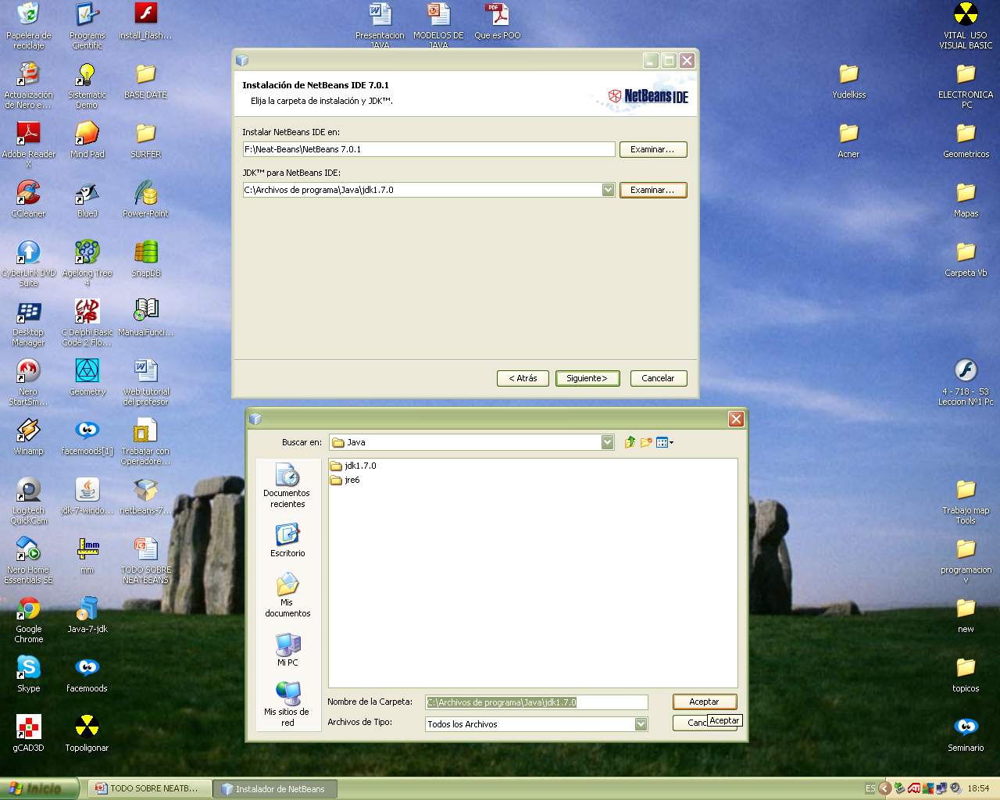 Papelera de
reciclaje
Programs
Cientific
install_flash...
Presentacion
JAVA
MODELOS DE
JAVA
Que es POO
VITAL USO
VISUAL BASIC
Actualización
de Nero e...
Sistematic
Demo
BASE DATE
Yudelkiss
ELECTRONICA
PC
Adobe Reader
X
Mind Pad
SURFER
Acner
Geometricos
CCleaner
BlueJ
Power-Point
Mapas
CyberLink DVD
Suite
Agelong Tree
4
SnapDB
Carpeta Vb
Desktop
Manager
C Delphi Basic
Code 2 Flo...
ManualFunci...
Nero
StartSm...
Geometry
Web tutorial
del profesor
4 - 718 - 53
Leccion Nº1 Pc
Winamp
facemoods[1]
Trabajar con
Operadore...
Logitech
QuickCam
jdk-7-windo...
netbeans-7...
Trabajo map
Tools
Nero Home
Essentials SE
mm
TODO SOBRE
NEATBEANS
programacion
v
Google
Chrome
Java-7-jdk
new
Skype
facemoods
topicos
gCAD3D
Topoligonar
Seminario
Instalación de NetBeans IDE 7.0.1
Elija la carpeta de instalación y JDK™.
NetBeans IDE
Instalar NetBeans IDE en:
F:\Neat-Beans\NetBeans 7.0.1
Examinar...
JDK™ para NetBeans IDE:
C:\Archivos de programa\Java\jdk1.7.0
Examinar...
< Atrás
Siguiente>
Cancelar
Buscar en:
Java
jdk1.7.0
jre6
Documentos
recientes
Escritorio
Mis
documentos
Mi PC
Mis sitios de
red
Nombre de la Carpeta:
C:\Archivos de programa\Java\jdk1.7.0
Aceptar
Archivos de Tipo:
Todos los Archivos
Canc
Aceptar
Inicio
TODO SOBRE NEATB...
Instalador de NetBeans
ES
18:54